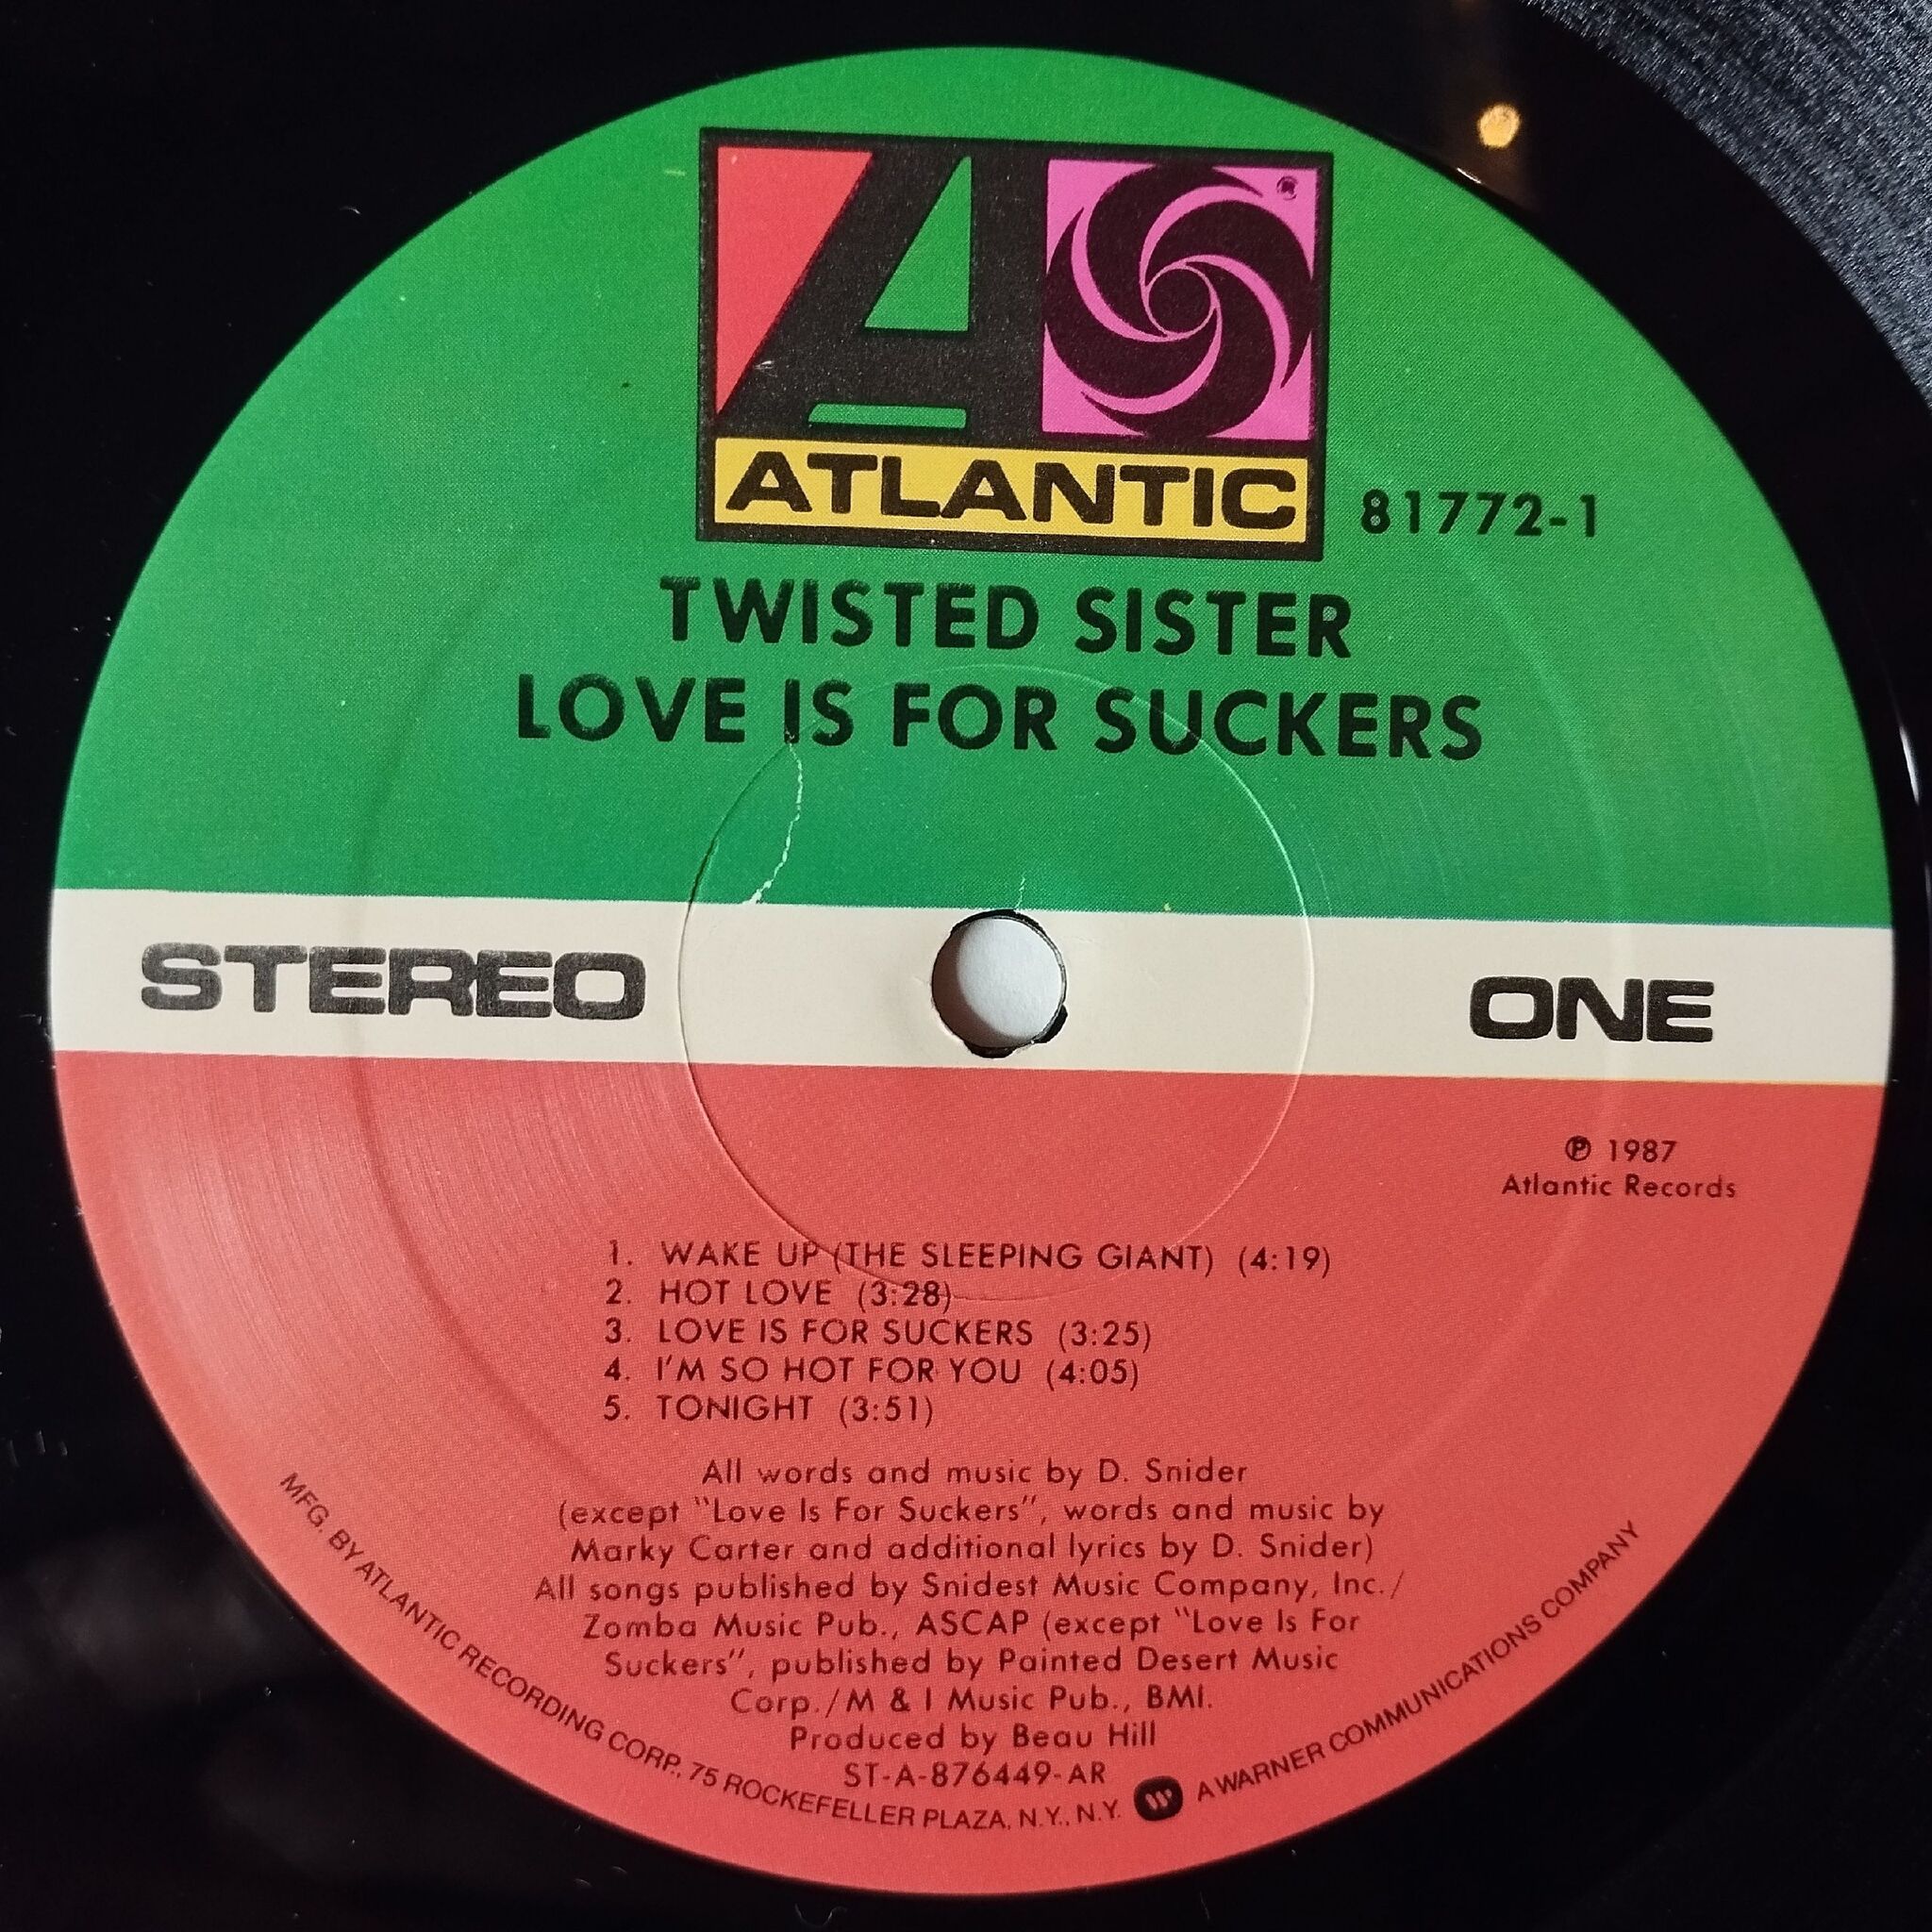 ATLANTIC
81772-1
TWISTED SISTER
LOVE IS FOR SUCKERS
STEREO
ONE
℗ 1987
Atlantic Records
1. WAKE UP (THE SLEEPING GIANT) (4:19)
2. HOT LOVE (3:28)
3. LOVE IS FOR SUCKERS (3:25)
4. I'M SO HOT FOR YOU (4:05)
5. TONIGHT (3:51)
All words and music by D. Snider
(except "Love Is For Suckers", words and music by
Marky Carter and additional lyrics by D. Snider)
All songs published by Snidest Music Company, Inc./
Zomba Music Pub., ASCAP (except "Love Is For
Suckers", published by Painted Desert Music
Corp./M & I Music Pub., BMI.
Produced by Beau Hill
ST-A-876449-AR
MFG. BY ATLANTIC RECORDING CORP., 75 ROCKEFELLER PLAZA, N.Y., N.Y. A WARNER COMMUNICATIONS COMPANY